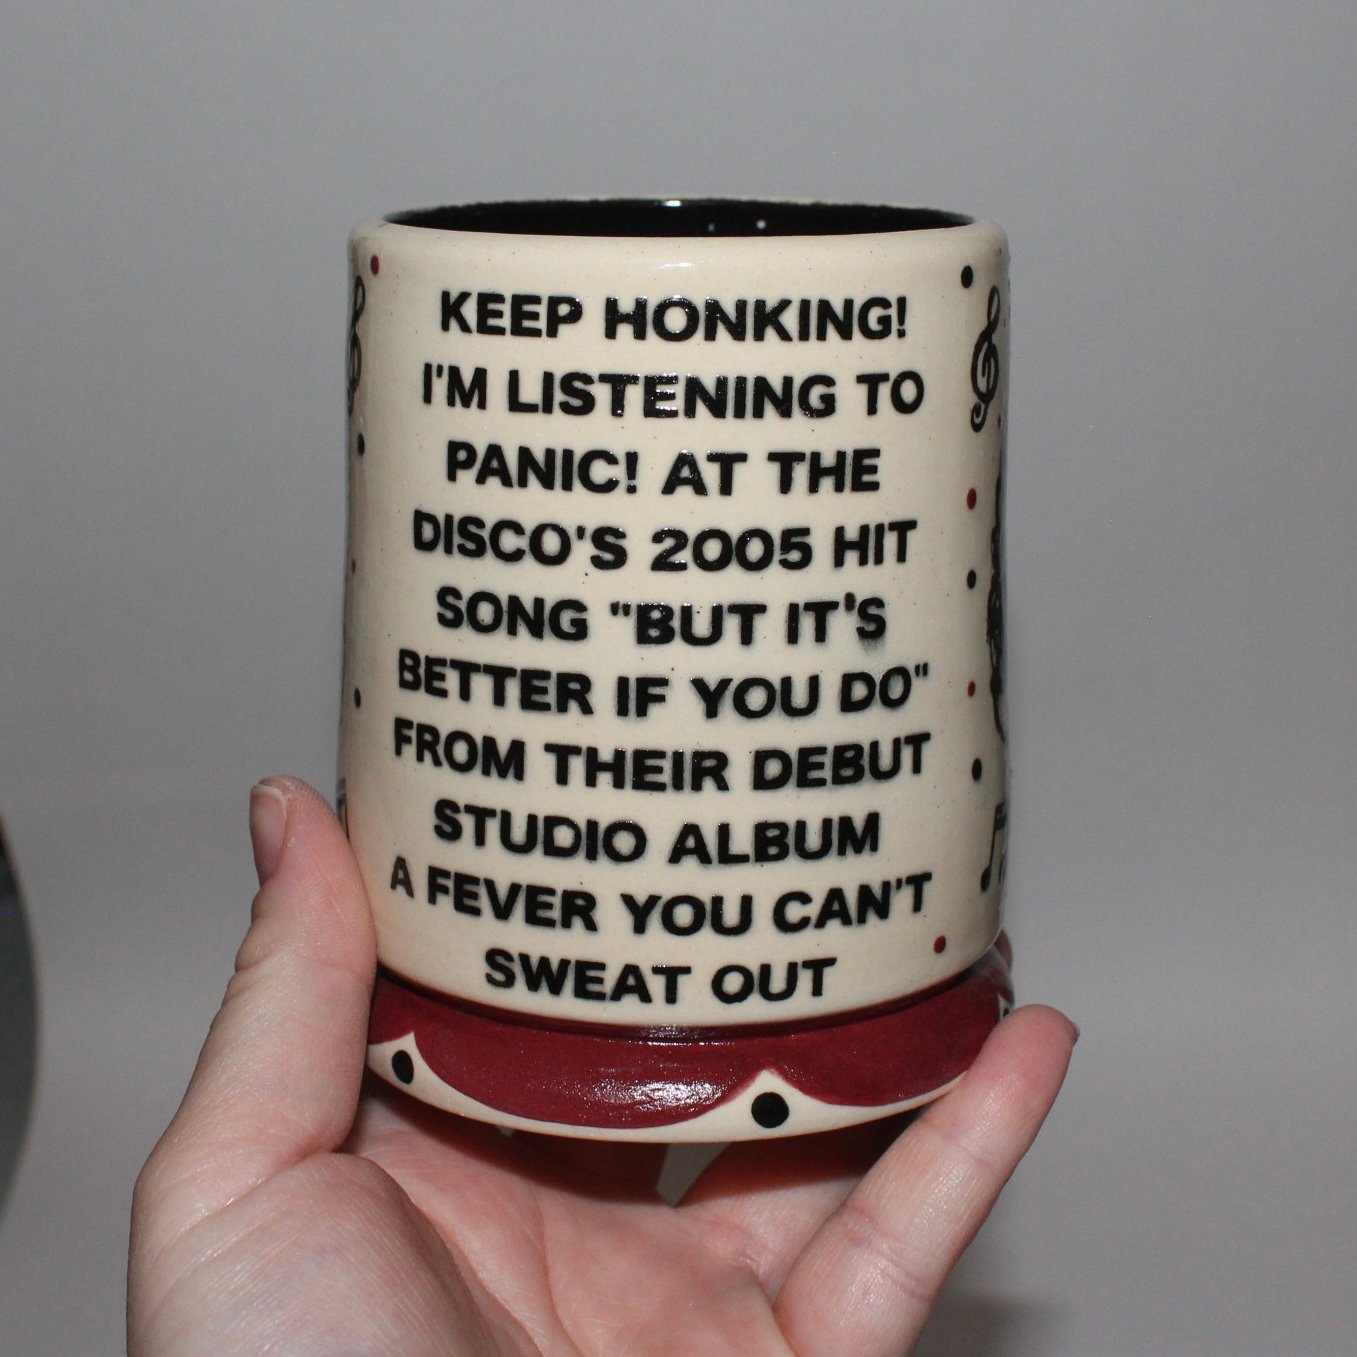 KEEP HONKING!
I'M LISTENING TO
PANIC! AT THE
DISCO'S 2005 HIT
SONG "BUT IT'S
BETTER IF YOU DO"
FROM THEIR DEBUT
STUDIO ALBUM
A FEVER YOU CAN'T
SWEAT OUT